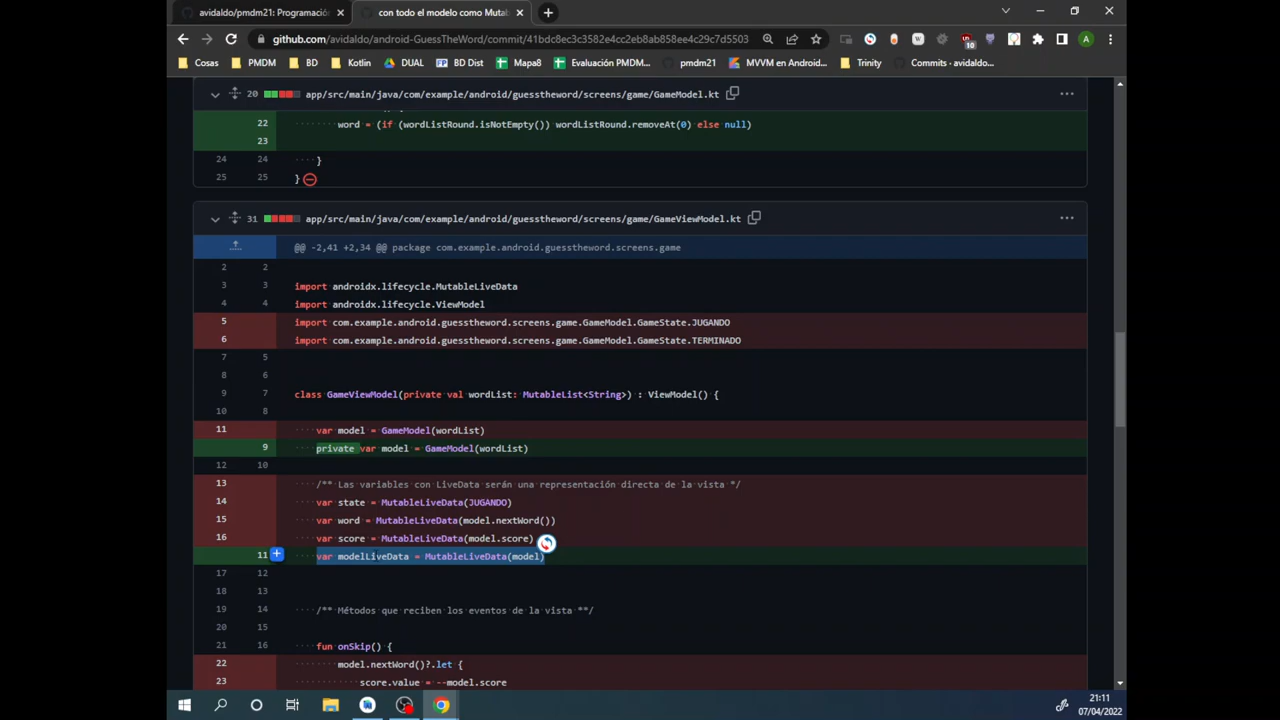 avidaldo/pmdm21: Programació
con todo el modelo como Mutab
github.com/avidaldo/android-GuessTheWord/commit/41bdc8ec3c3582e4cc2eb8ab858ee4c29c7d5503
10
A
Cosas
PMDM
BD
Kotlin
DUAL
BD Dist
Mapa8
Evaluación PMDM...
pmdm21
MVVM en Android...
Trinity
Commits · avidaldo...
20 app/src/main/java/com/example/android/guesstheword/screens/game/GameModel.kt
22 word = (if (wordListRound.isNotEmpty()) wordListRound.removeAt(0) else null)
23
24 24 }
25 25 }
31 app/src/main/java/com/example/android/guesstheword/screens/game/GameViewModel.kt
@@ -2,41 +2,34 @@ package com.example.android.guesstheword.screens.game
2 2
3 3 import androidx.lifecycle.MutableLiveData
4 4 import androidx.lifecycle.ViewModel
5 import com.example.android.guesstheword.screens.game.GameModel.GameState.JUGANDO
6 import com.example.android.guesstheword.screens.game.GameModel.GameState.TERMINADO
7 5
8 6
9 7 class GameViewModel(private val wordList: MutableList<String>) : ViewModel() {
10 8
11 var model = GameModel(wordList)
9 private var model = GameModel(wordList)
12 10
13 /** Las variables con LiveData serán una representación directa de la vista */
14 var state = MutableLiveData(JUGANDO)
15 var word = MutableLiveData(model.nextWord())
16 var score = MutableLiveData(model.score)
11 var modelLiveData = MutableLiveData(model)
17 12
18 13
19 14 /** Métodos que reciben los eventos de la vista **/
20 15
21 16 fun onSkip() {
22 model.nextWord()?.let {
23 score.value = --model.score
21:11
07/04/2022